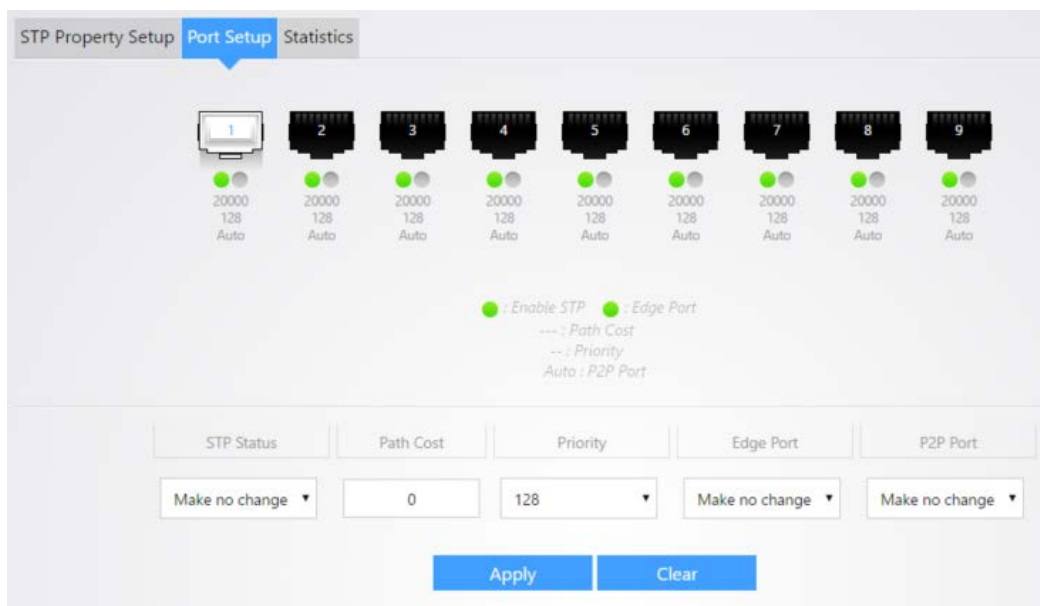 STP Property Setup Port Setup Statistics
1 2 3 4 5 6 7 8 9
20000 20000 20000 20000 20000 20000 20000 20000 20000
128 128 128 128 128 128 128 128 128
Auto Auto Auto Auto Auto Auto Auto Auto Auto
: Enable STP : Edge Port
--- : Path Cost
-- : Priority
Auto : P2P Port
STP Status Path Cost Priority Edge Port P2P Port
Make no change 0 128 Make no change Make no change
Apply Clear